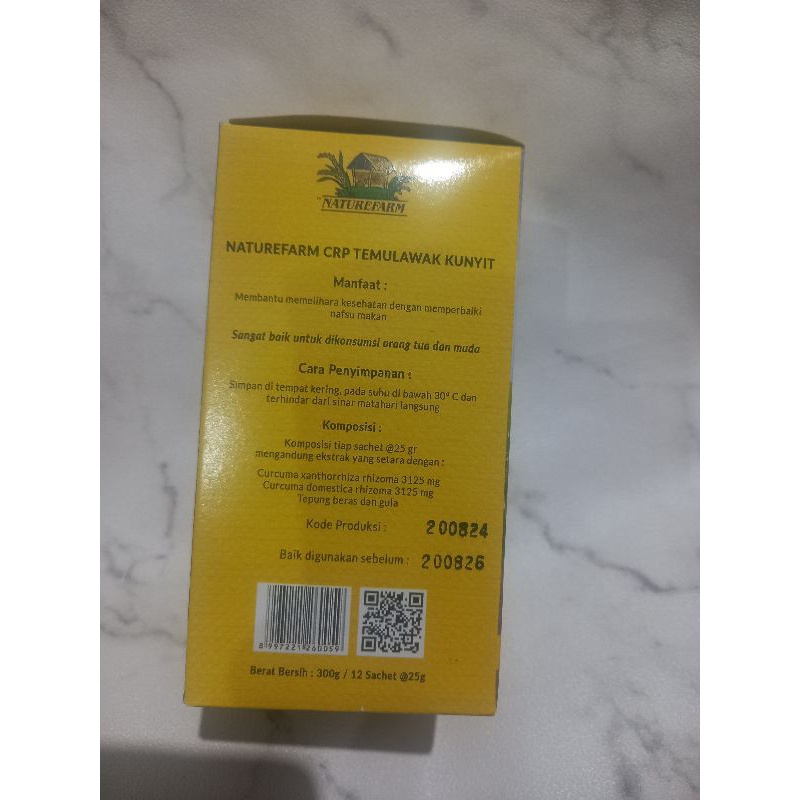 NATUREFARM
NATUREFARM CRP TEMULAWAK KUNYIT
Manfaat :
Membantu memelihara kesehatan dengan memperbaiki
nafsu makan
Sangat baik untuk dikonsumsi orang tua dan muda
Cara Penyimpanan :
Simpan di tempat kering, pada suhu di bawah 30° C dan
terhindar dari sinar matahari langsung
Komposisi :
Komposisi tiap sachet @25 gr
mengandung ekstrak yang setara dengan :
Curcuma xanthorrhiza rhizoma 3125 mg
Curcuma domestica rhizoma 3125 mg
Tepung beras dan gula
Kode Produksi : 200824
Baik digunakan sebelum : 200826
8 997221 260059
Berat Bersih : 300g / 12 Sachet @25g